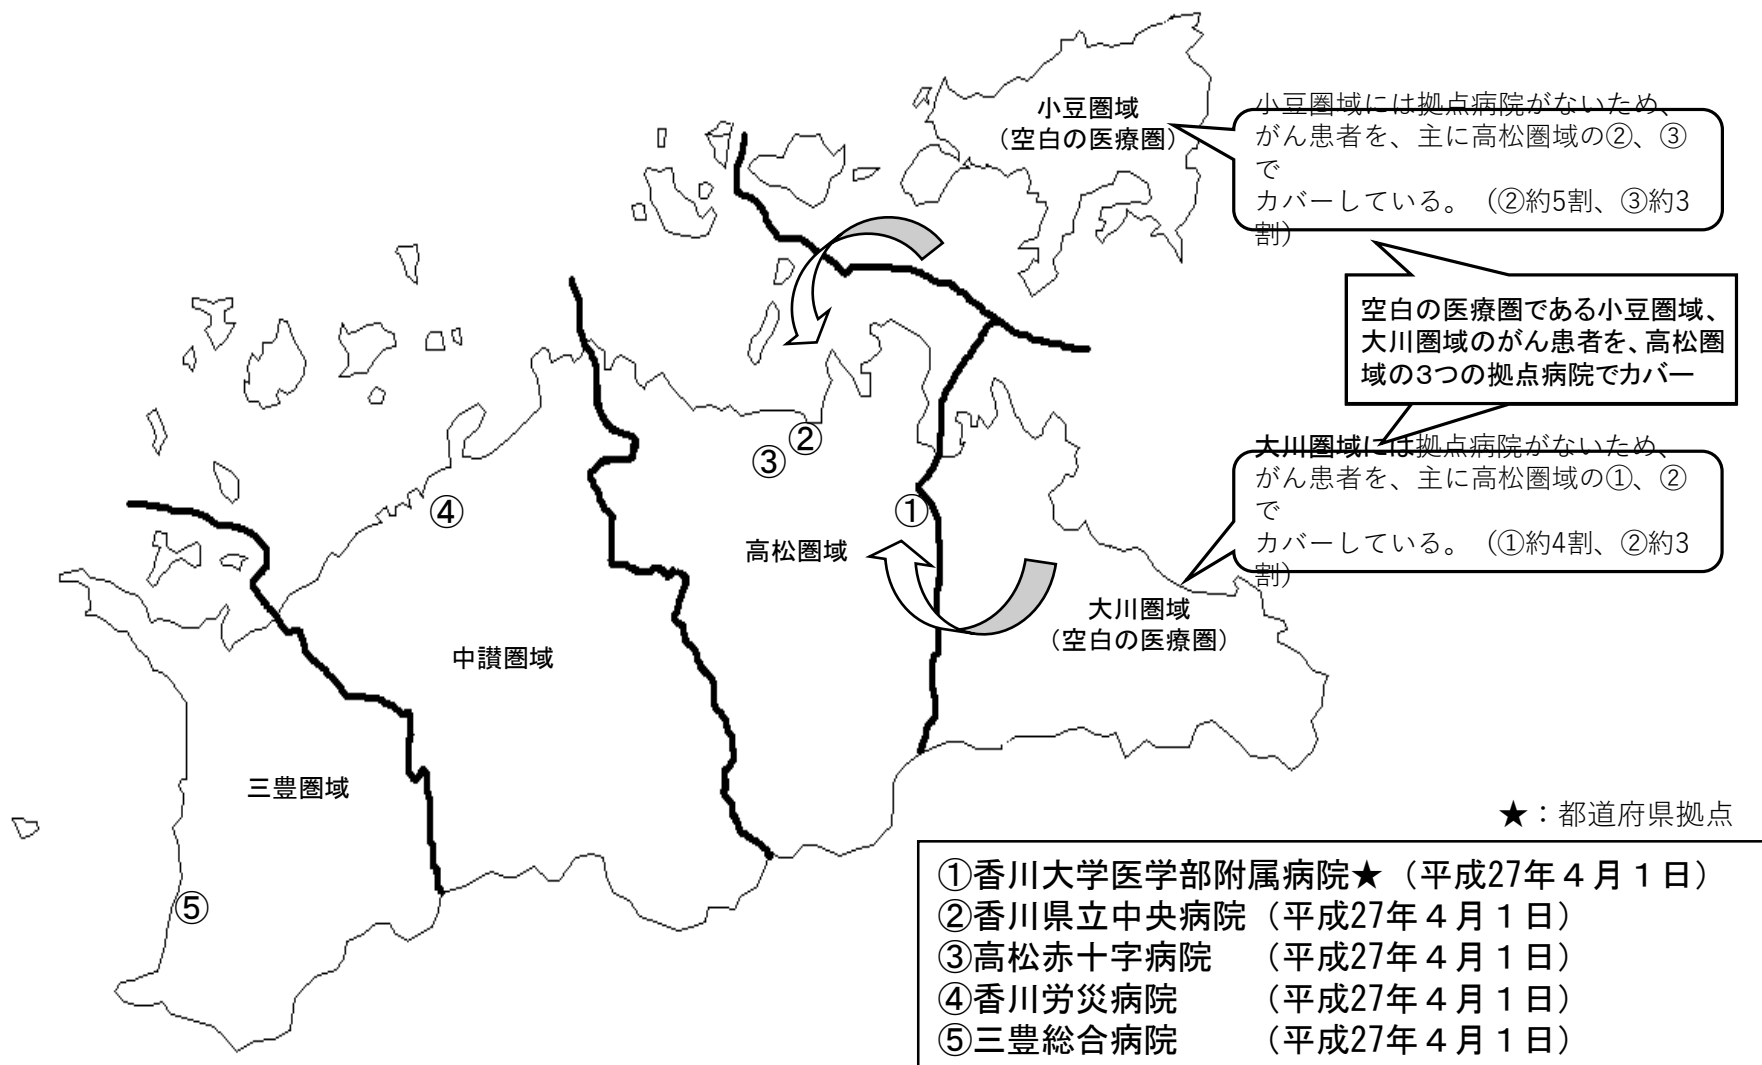 小豆圏域
（空白の医療圏）
小豆圏域には拠点病院がないため、
がん患者を、主に高松圏域の②、③
で
カバーしている。（②約5割、③約3
割）
空白の医療圏である小豆圏域、
大川圏域のがん患者を、高松圏
域の３つの拠点病院でカバー
大川圏域には拠点病院がないため、
がん患者を、主に高松圏域の①、②
で
カバーしている。（①約4割、②約3
割）
②
③
④
①
高松圏域
大川圏域
（空白の医療圏）
中讃圏域
三豊圏域
⑤
★：都道府県拠点
①香川大学医学部附属病院★（平成27年４月１日）
②香川県立中央病院（平成27年４月１日）
③高松赤十字病院　（平成27年４月１日）
④香川労災病院　　（平成27年４月１日）
⑤三豊総合病院　　（平成27年４月１日）